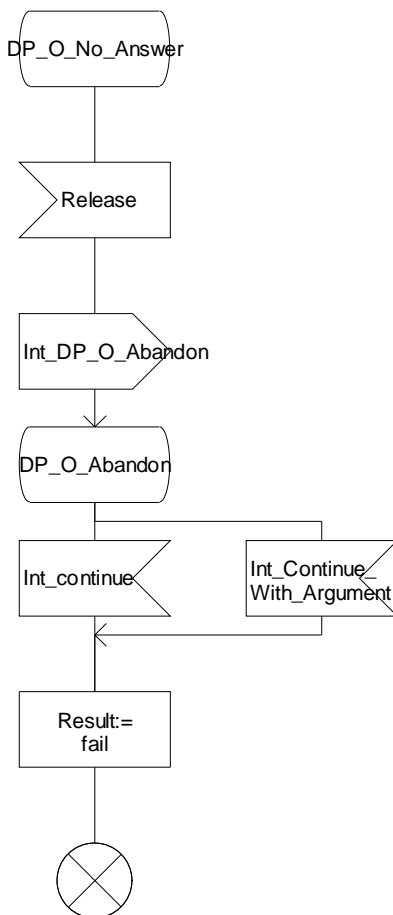 DP_O_No_Answer
Release
Int_DP_O_Abandon
DP_O_Abandon
Int_continue
Int_Continue_
With_Argument
Result:=
fail